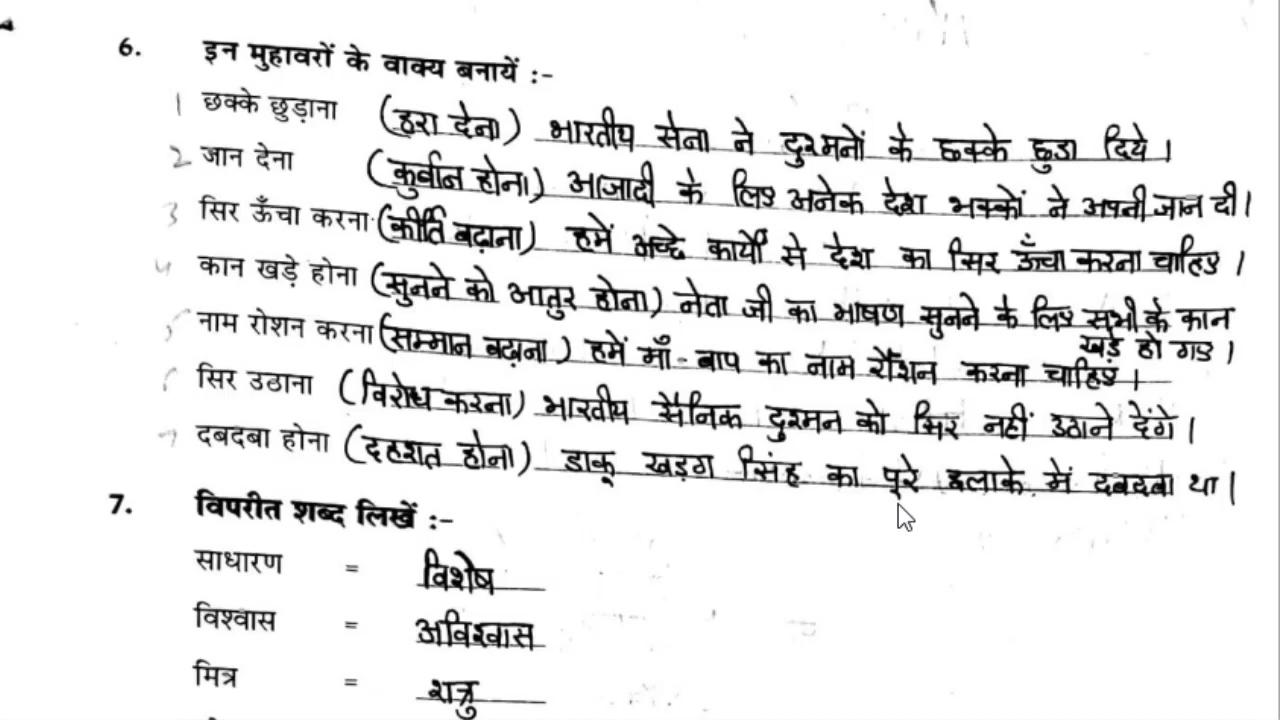 6. इन मुहावरों के वाक्य बनायें :-
1 छक्के छुड़ाना (हरा देना) भारतीय सेना ने दुश्मनों के छक्के छुडा दिये।
2 जान देना (कुर्बान होना) आजादी के लिए अनेक देश भक्तों ने अपनी जान दी।
3 सिर ऊँचा करना (कीर्ति बढ़ाना) हमें अच्छे कार्यों से देश का सिर ऊँचा करना चाहिए।
4 कान खड़े होना (सुनने को आतुर होना) नेता जी का भाषण सुनने के लिए सभी के कान
खड़े हो गए।
5 नाम रोशन करना (सम्मान बढ़ाना) हमें माँ-बाप का नाम रौशन करना चाहिए।
6 सिर उठाना (विरोध करना) भारतीय सैनिक दुश्मन को सिर नहीं उठाने देंगे।
7 दबदबा होना (दहशत होना) डाकू खड़ग सिंह का पूरे इलाके में दबदबा था।
7. विपरीत शब्द लिखें :-
साधारण = विशेष
विश्वास = अविश्वास
मित्र = शत्रु